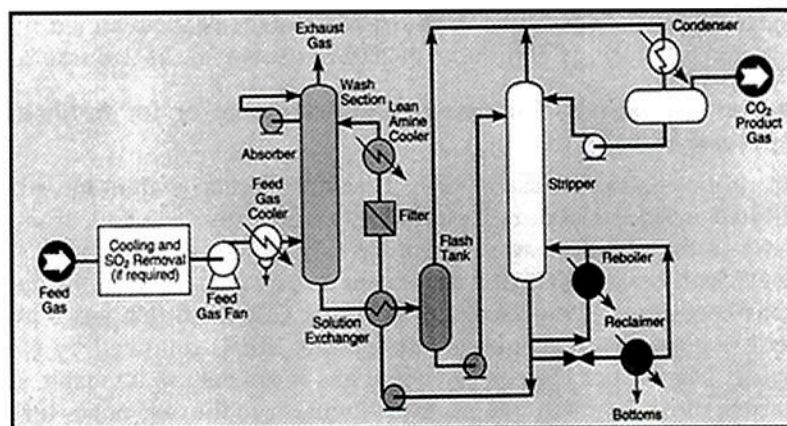 Exhaust
Gas
Wash
Section
Lean
Amine
Cooler
Absorber
Feed
Gas
Cooler
Cooling and
SO₂ Removal
(if required)
Feed
Gas
Feed
Gas Fan
Filter
Solution
Exchanger
Flash
Tank
Stripper
Condenser
CO₂
Product
Gas
Reboiler
Reclaimer
Bottoms